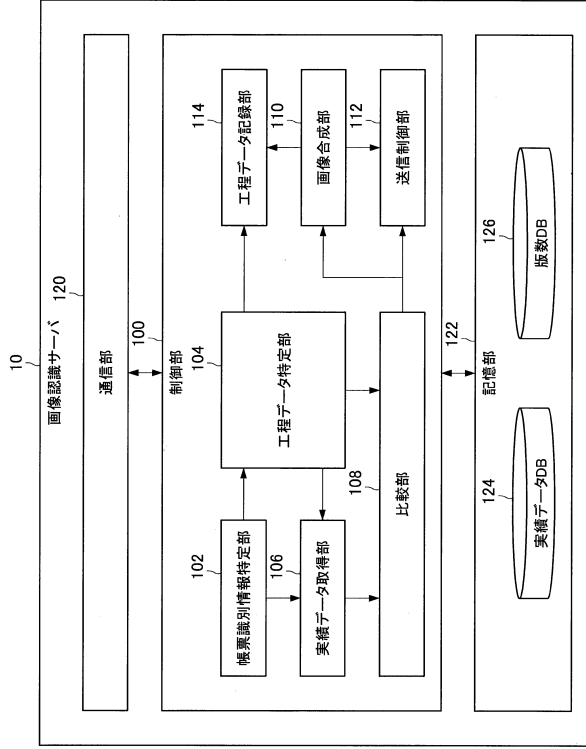 10
画像認識サーバ
120
通信部
100
制御部
102
帳票識別情報特定部
104
工程データ特定部
114
工程データ記録部
106
実績データ取得部
110
画像合成部
108
比較部
112
送信制御部
122
記憶部
124
実績データDB
126
版数DB